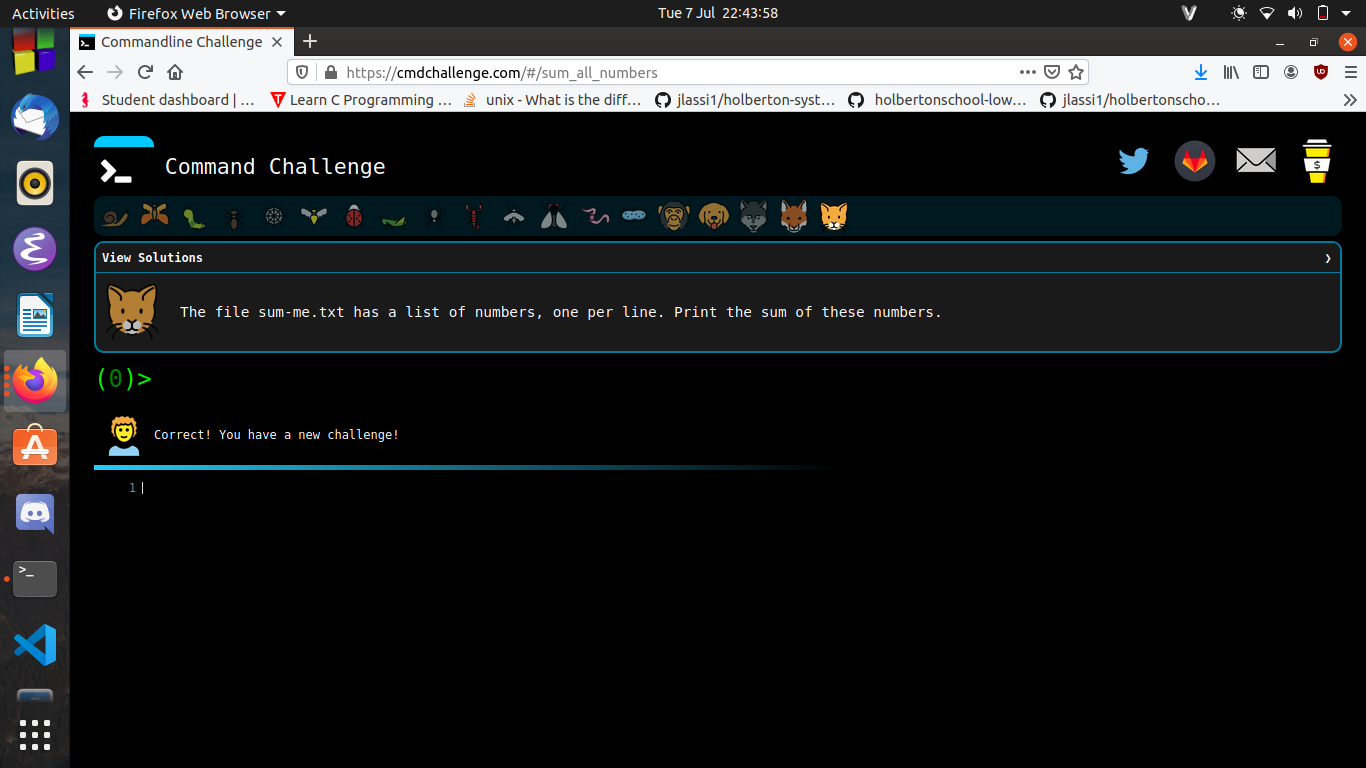 Activities Firefox Web Browser Tue 7 Jul 22:43:58
Commandline Challenge
https://cmdchallenge.com/#/sum_all_numbers
Student dashboard | … Learn C Programming … unix - What is the diff… jlassi1/holberton-syst… holbertonschool-low… jlassi1/holbertonscho…
Command Challenge
$
View Solutions
The file sum-me.txt has a list of numbers, one per line. Print the sum of these numbers.
(0)>
Correct! You have a new challenge!
1